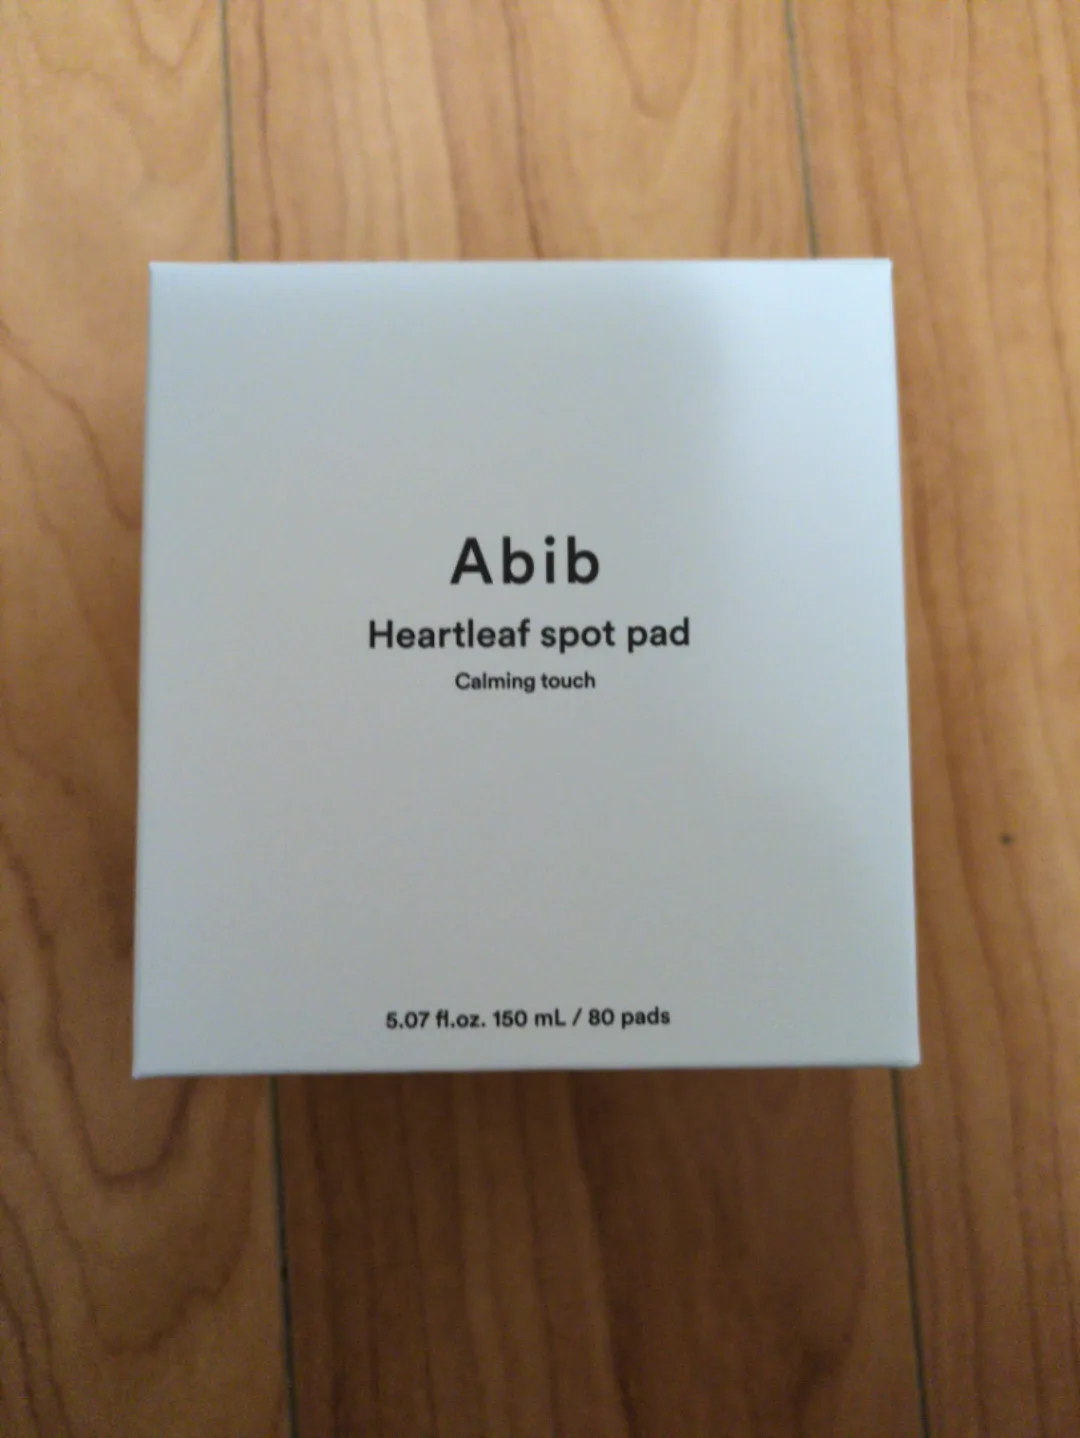 Abib
Heartleaf spot pad
Calming touch
5.07 fl.oz. 150 mL / 80 pads